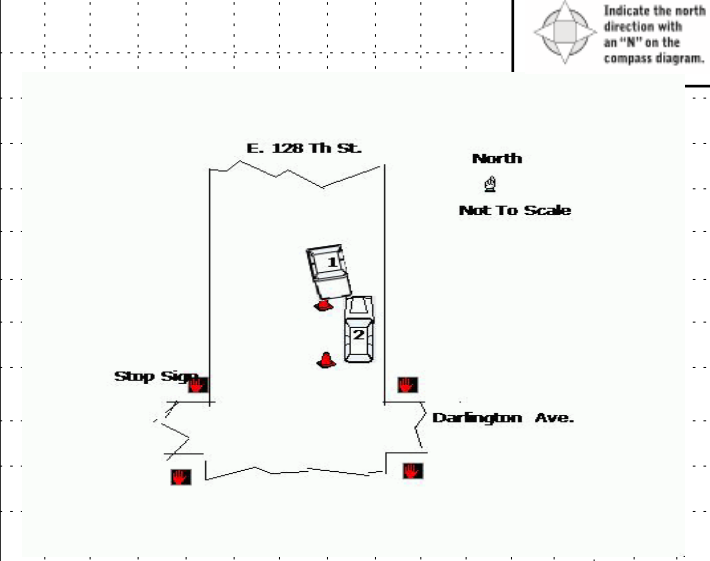 Indicate the north
direction with
an "N" on the
compass diagram.
E. 128 Th St.
North
Not To Scale
1
2
Stop Sign
Darlington Ave.